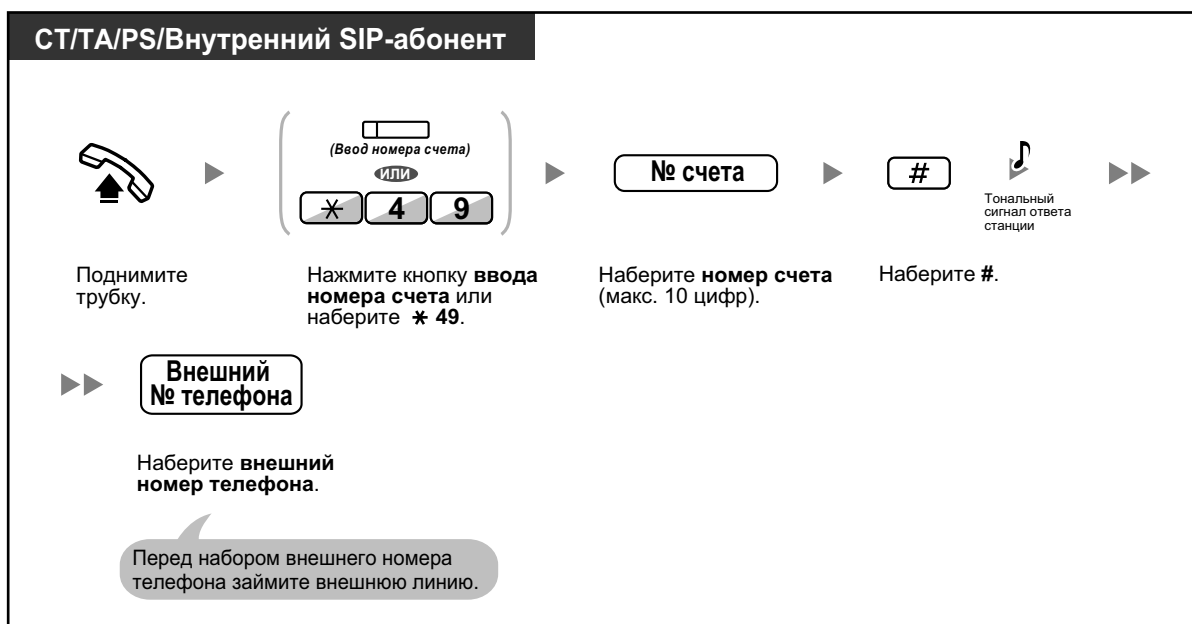 СТ/ТА/PS/Внутренний SIP-абонент
(Ввод номера счета)
ИЛИ
* 4 9
№ счета
#
Тональный
сигнал ответа
станции
Поднимите
трубку.
Нажмите кнопку ввода
номера счета или
наберите * 49.
Наберите номер счета
(макс. 10 цифр).
Наберите #.
Внешний
№ телефона
Наберите внешний
номер телефона.
Перед набором внешнего номера
телефона займите внешнюю линию.